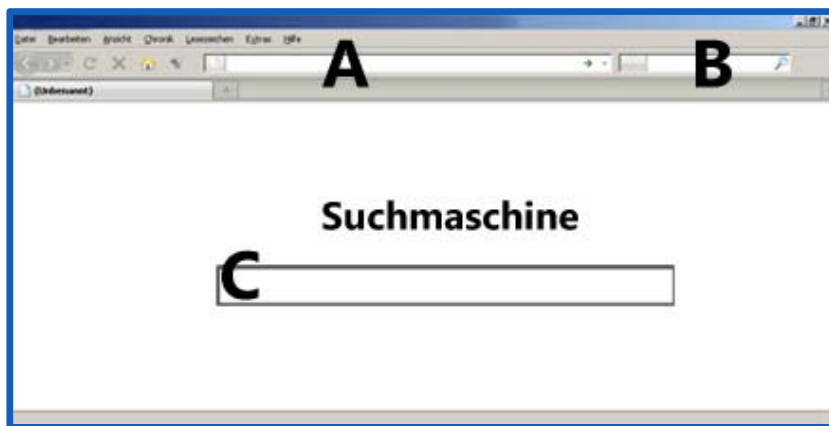 Datei Bearbeiten Ansicht Chronik Lesezeichen Extras Hilfe
A B
(Unbenannt)
Suchmaschine
C